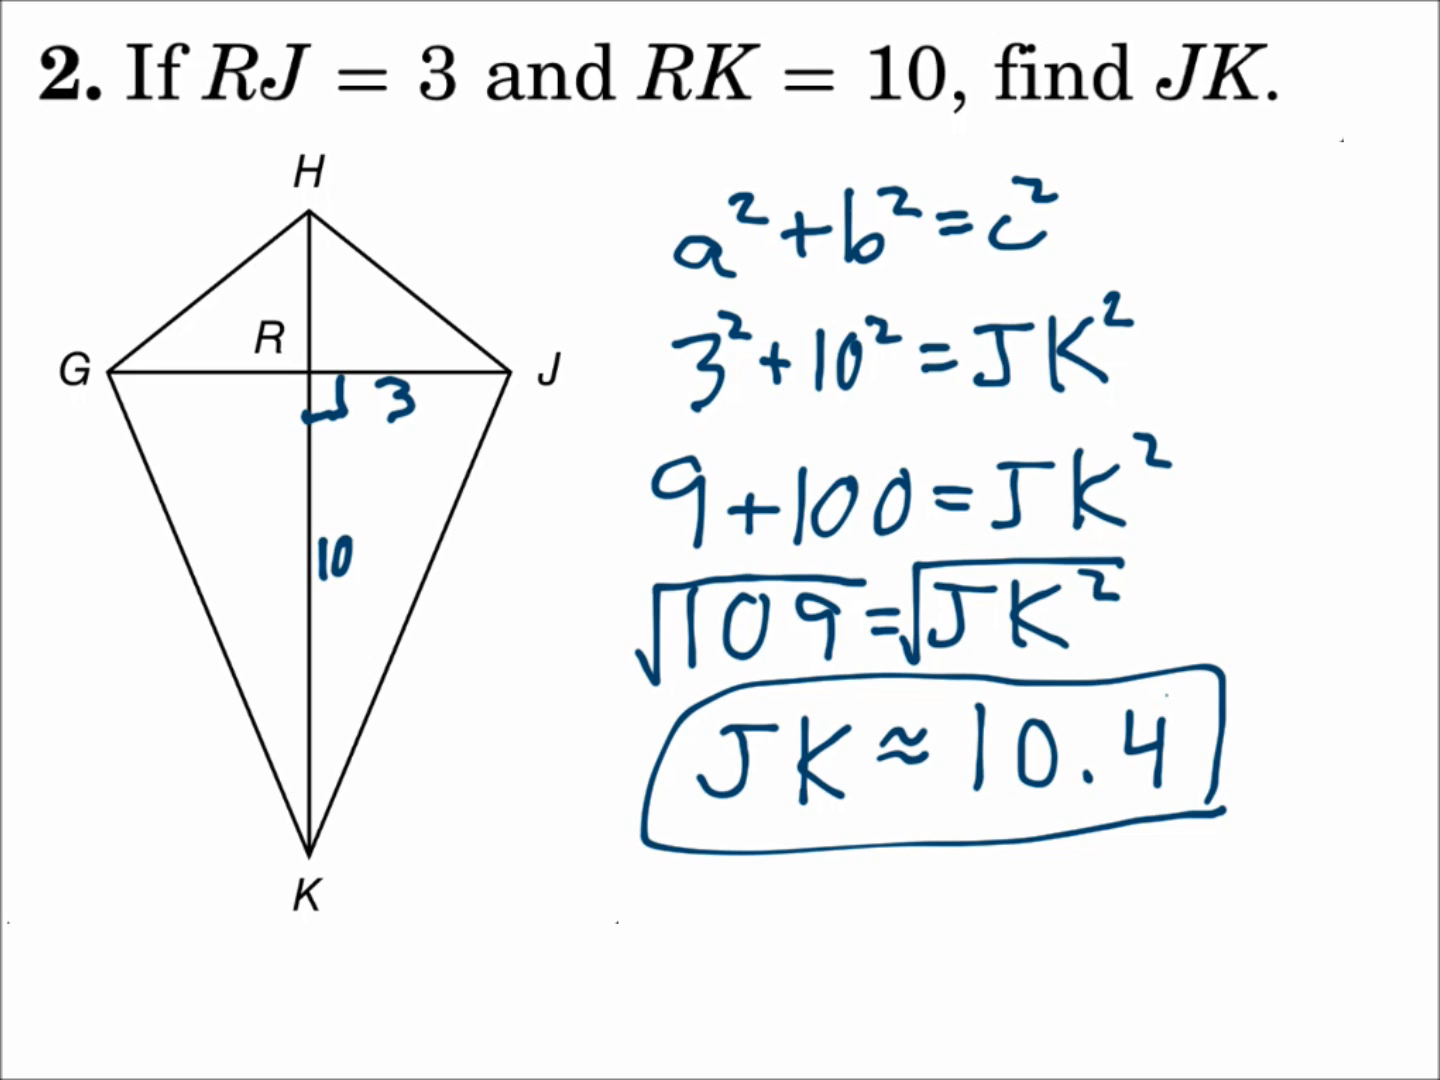 2. If RJ = 3 and RK = 10, find JK.
H
R
G
J
3
10
K
a² + b² = c²
3² + 10² = JK²
9 + 100 = JK²
√109 = √JK²
JK ≈ 10.4